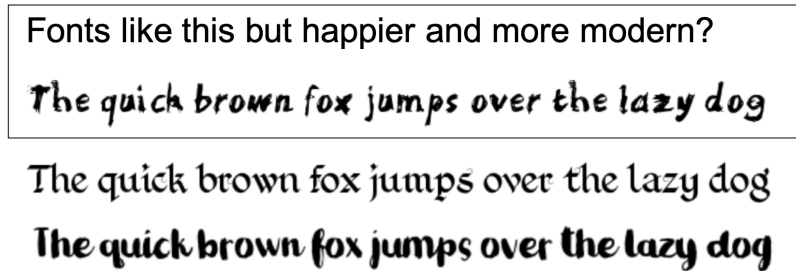 Fonts like this but happier and more modern?
The quick brown fox jumps over the lazy dog
The quick brown fox jumps over the lazy dog
The quick brown fox jumps over the lazy dog